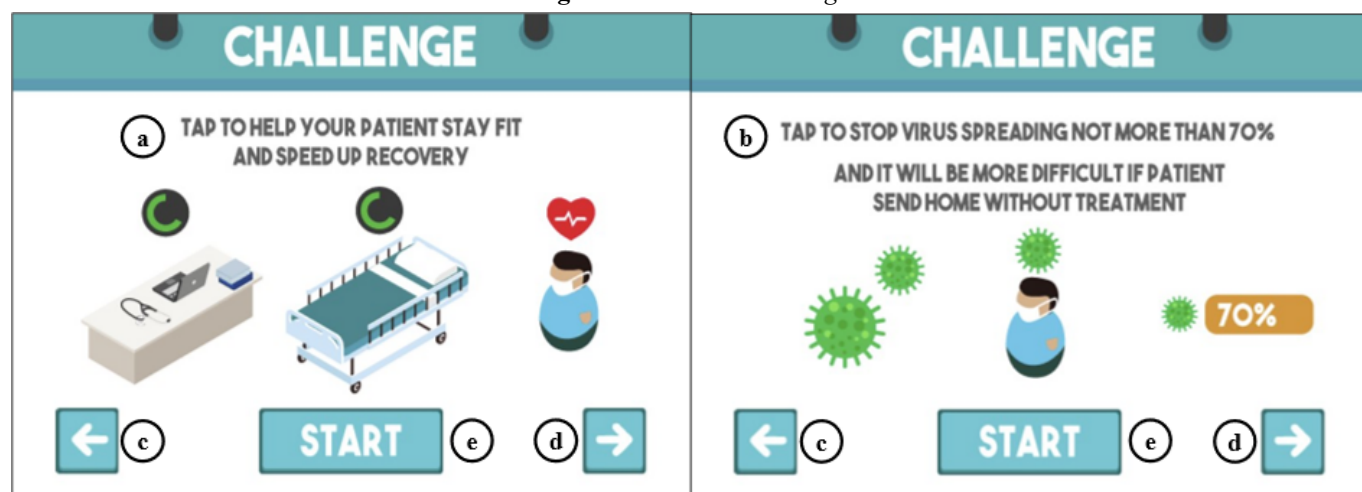 CHALLENGE
a
TAP TO HELP YOUR PATIENT STAY FIT
AND SPEED UP RECOVERY
c
START
e
d
CHALLENGE
b
TAP TO STOP VIRUS SPREADING NOT MORE THAN 70%
AND IT WILL BE MORE DIFFICULT IF PATIENT
SEND HOME WITHOUT TREATMENT
70%
c
START
e
d